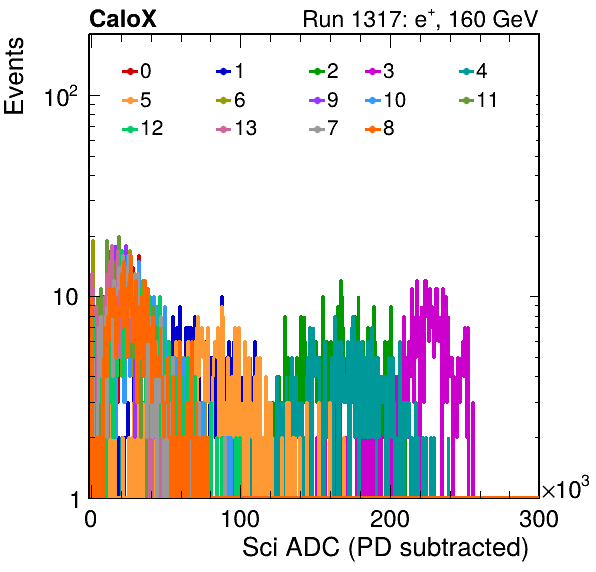 CaloX Run 1317: e⁺, 160 GeV
Events
0 1 2 3 4
5 6 9 10 11
12 13 7 8
10²
10
1
0 100 200 300
×10³
Sci ADC (PD subtracted)